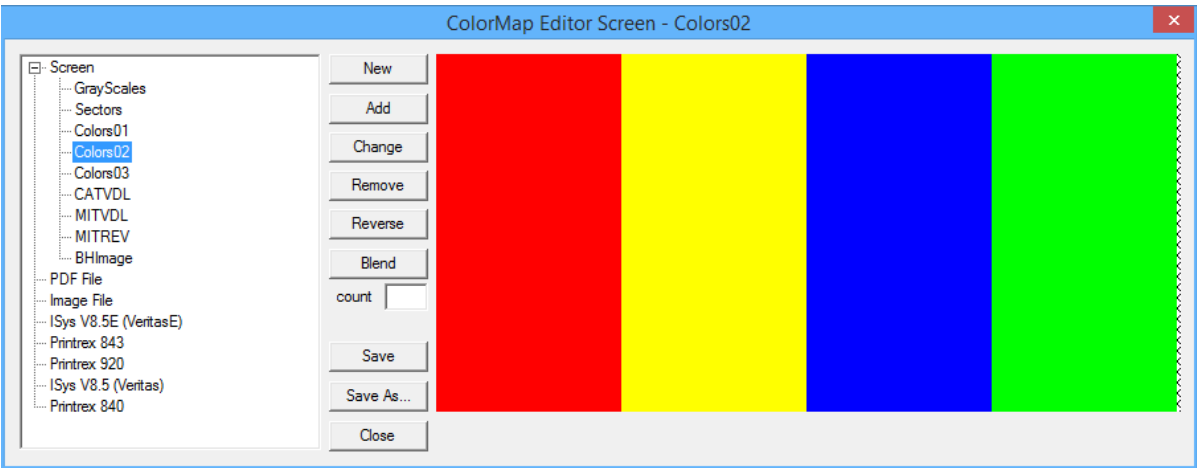 ColorMap Editor Screen - Colors02
Screen
GrayScales
Sectors
Colors01
Colors02
Colors03
CATVDL
MITVDL
MITREV
BHImage
PDF File
Image File
ISys V8.5E (VeritasE)
Printrex 843
Printrex 920
ISys V8.5 (Veritas)
Printrex 840
New
Add
Change
Remove
Reverse
Blend
count
Save
Save As...
Close